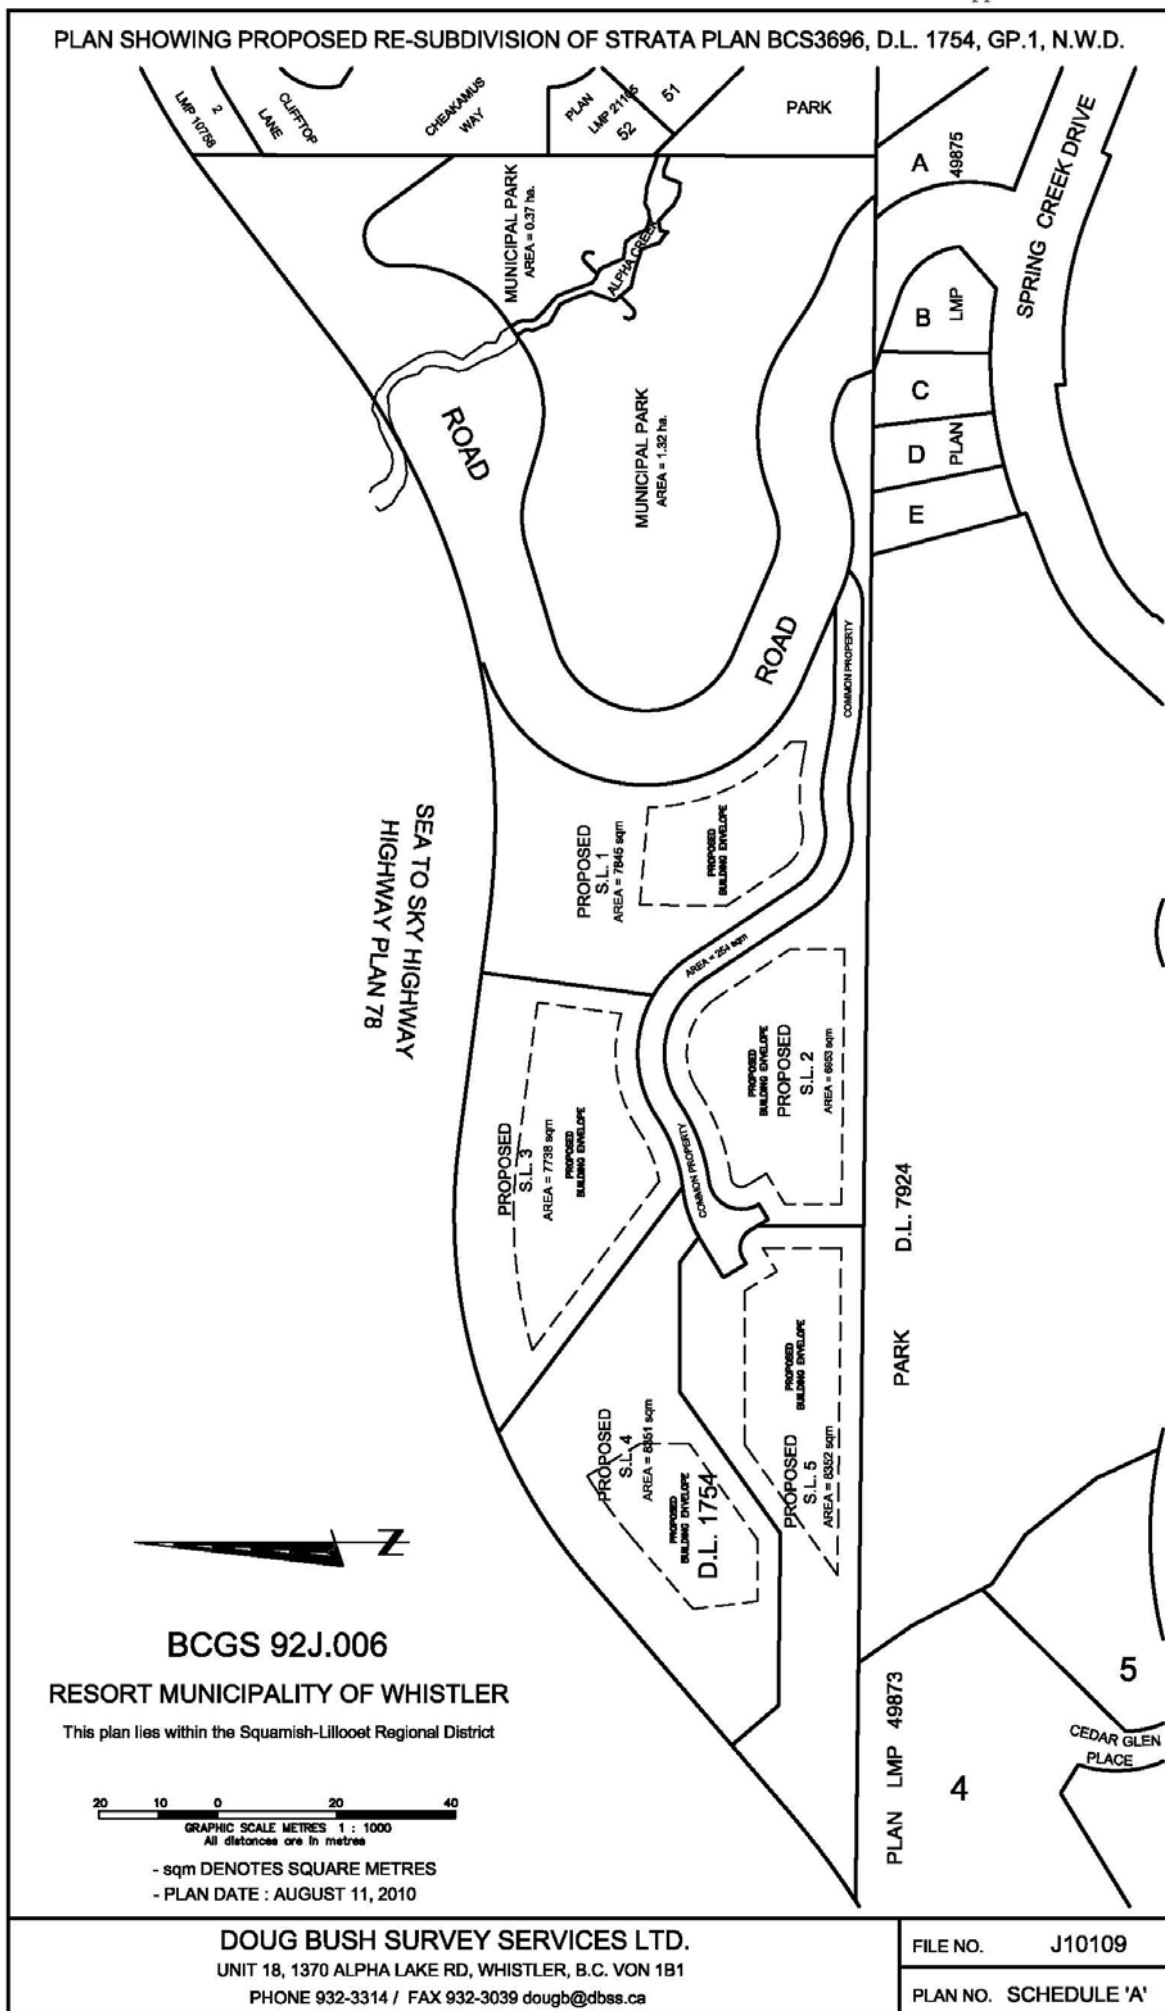 PLAN SHOWING PROPOSED RE-SUBDIVISION OF STRATA PLAN BCS3696, D.L. 1754, GP.1, N.W.D.
LMP 10758
2
LANE
CLIFFTOP
CHEAKAMUS
WAY
PLAN
LMP 21165
52
51
PARK
A
49875
SPRING CREEK DRIVE
MUNICIPAL PARK
AREA = 0.37 ha.
ALPHA CREEK
B
LMP
C
D
PLAN
E
ROAD
MUNICIPAL PARK
AREA = 1.32 ha.
ROAD
COMMON PROPERTY
SEA TO SKY HIGHWAY
HIGHWAY PLAN 78
PROPOSED
S.L. 1
AREA = 7845 sqm
PROPOSED
BUILDING ENVELOPE
AREA = 254 sqm
PROPOSED
BUILDING ENVELOPE
PROPOSED
S.L. 2
AREA = 6953 sqm
PROPOSED
S.L. 3
AREA = 7738 sqm
PROPOSED
BUILDING ENVELOPE
COMMON PROPERTY
D.L. 7924
PARK
PROPOSED
BUILDING ENVELOPE
PROPOSED
S.L. 5
AREA = 8352 sqm
PROPOSED
S.L. 4
AREA = 8351 sqm
PROPOSED
BUILDING ENVELOPE
D.L. 1754
N
BCGS 92J.006
RESORT MUNICIPALITY OF WHISTLER
This plan lies within the Squamish-Lillooet Regional District
5
CEDAR GLEN
PLACE
4
PLAN LMP 49873
20 10 0 20 40
GRAPHIC SCALE METRES 1 : 1000
All distances are in metres
- sqm DENOTES SQUARE METRES
- PLAN DATE : AUGUST 11, 2010
DOUG BUSH SURVEY SERVICES LTD.
UNIT 18, 1370 ALPHA LAKE RD, WHISTLER, B.C. VON 1B1
PHONE 932-3314 / FAX 932-3039 dougb@dbss.ca
FILE NO. J10109
PLAN NO. SCHEDULE 'A'